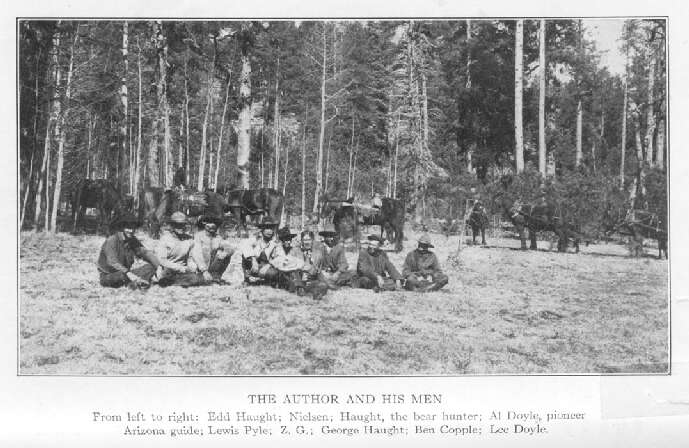 THE AUTHOR AND HIS MEN
From left to right: Edd Haught; Nielsen; Haught, the bear hunter; Al Doyle, pioneer
Arizona guide; Lewis Pyle; Z. G.; George Haught; Ben Copple; Lee Doyle.